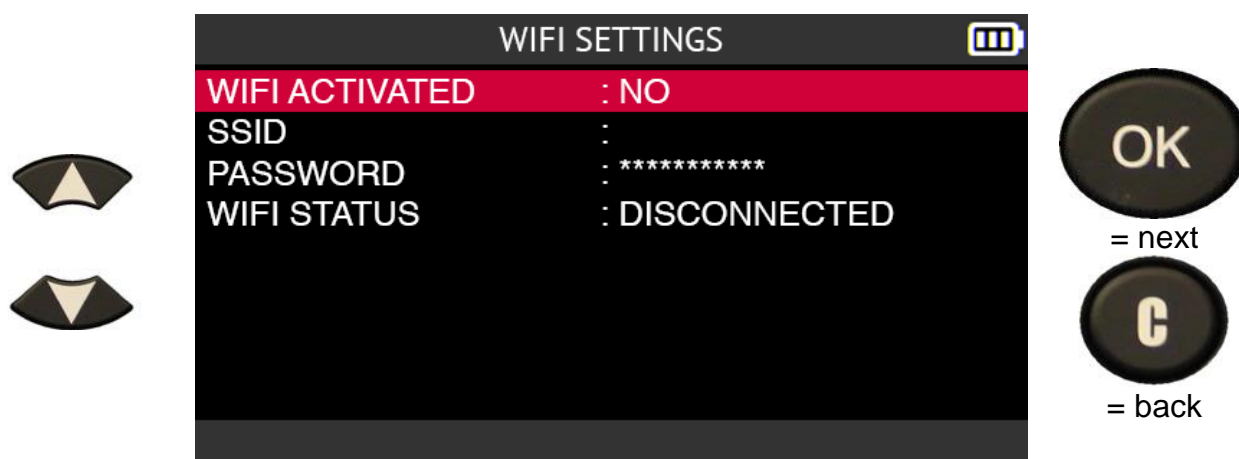 WIFI SETTINGS
WIFI ACTIVATED : NO
SSID :
PASSWORD : ***********
WIFI STATUS : DISCONNECTED
OK
= next
C
= back